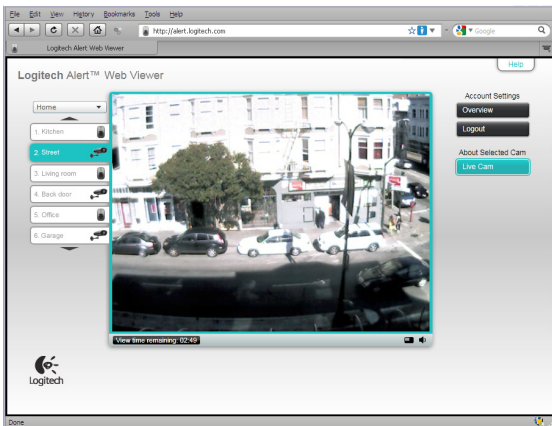 File Edit View History Bookmarks Tools Help
http://alert.logitech.com
Google
Logitech Alert Web Viewer
Help
Logitech Alert™ Web Viewer
Account Settings
Home
Overview
1. Kitchen
Logout
2. Street
About Selected Cam
3. Living room
Live Cam
4. Back door
5. Office
6. Garage
View time remaining: 02:49
Logitech
Done